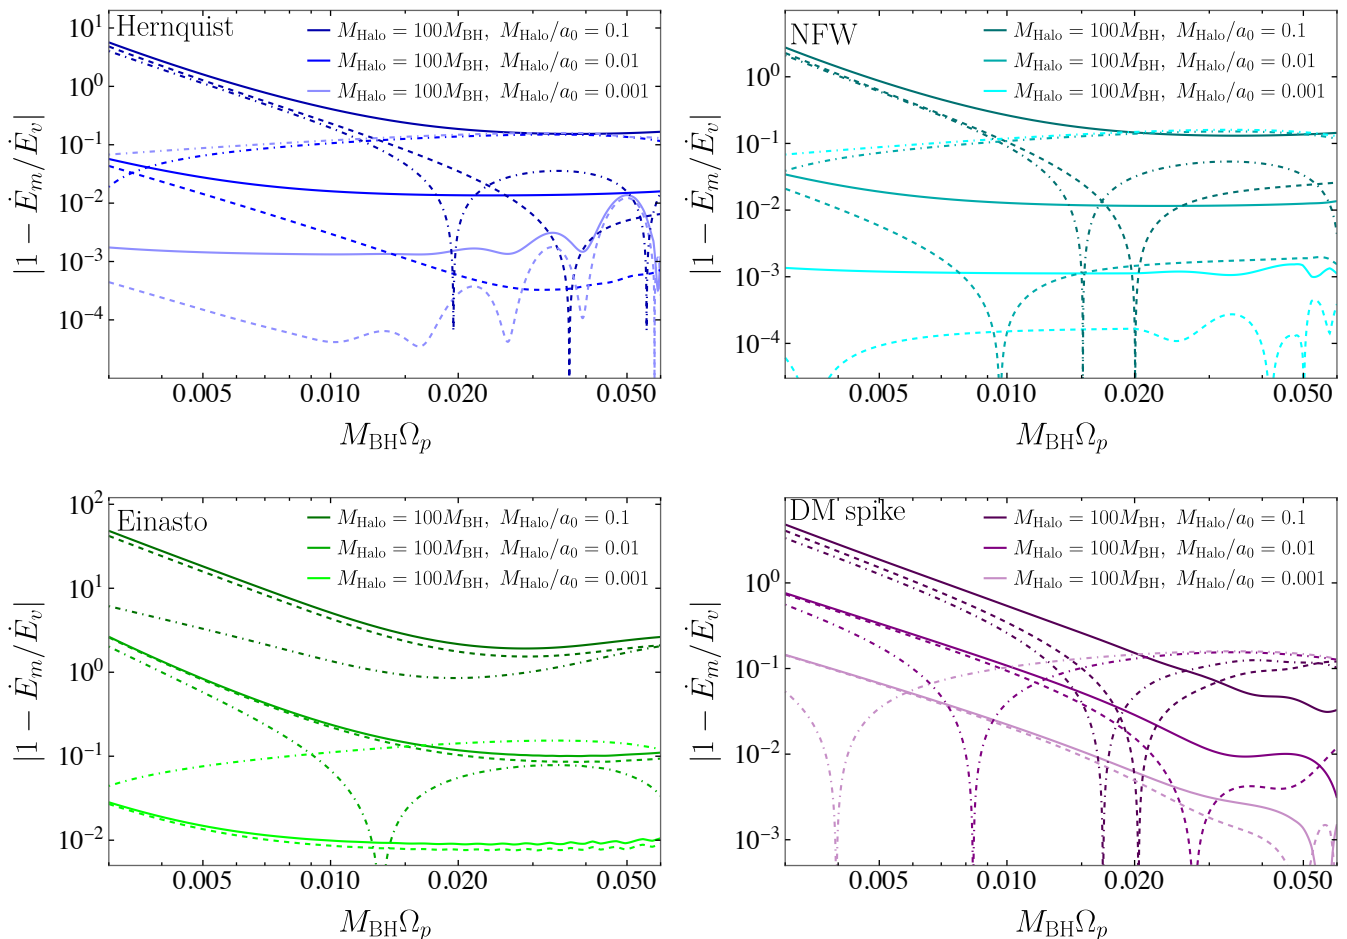 Hernquist
M_Halo = 100M_BH, M_Halo/a_0 = 0.1
M_Halo = 100M_BH, M_Halo/a_0 = 0.01
M_Halo = 100M_BH, M_Halo/a_0 = 0.001
|1 − Ė_m/Ė_v|
10^1
10^0
10^−1
10^−2
10^−3
10^−4
0.005 0.010 0.020 0.050
M_BH Ω_p
NFW
M_Halo = 100M_BH, M_Halo/a_0 = 0.1
M_Halo = 100M_BH, M_Halo/a_0 = 0.01
M_Halo = 100M_BH, M_Halo/a_0 = 0.001
|1 − Ė_m/Ė_v|
10^0
10^−1
10^−2
10^−3
10^−4
0.005 0.010 0.020 0.050
M_BH Ω_p
Einasto
M_Halo = 100M_BH, M_Halo/a_0 = 0.1
M_Halo = 100M_BH, M_Halo/a_0 = 0.01
M_Halo = 100M_BH, M_Halo/a_0 = 0.001
|1 − Ė_m/Ė_v|
10^2
10^1
10^0
10^−1
10^−2
0.005 0.010 0.020 0.050
M_BH Ω_p
DM spike
M_Halo = 100M_BH, M_Halo/a_0 = 0.1
M_Halo = 100M_BH, M_Halo/a_0 = 0.01
M_Halo = 100M_BH, M_Halo/a_0 = 0.001
|1 − Ė_m/Ė_v|
10^0
10^−1
10^−2
10^−3
0.005 0.010 0.020 0.050
M_BH Ω_p